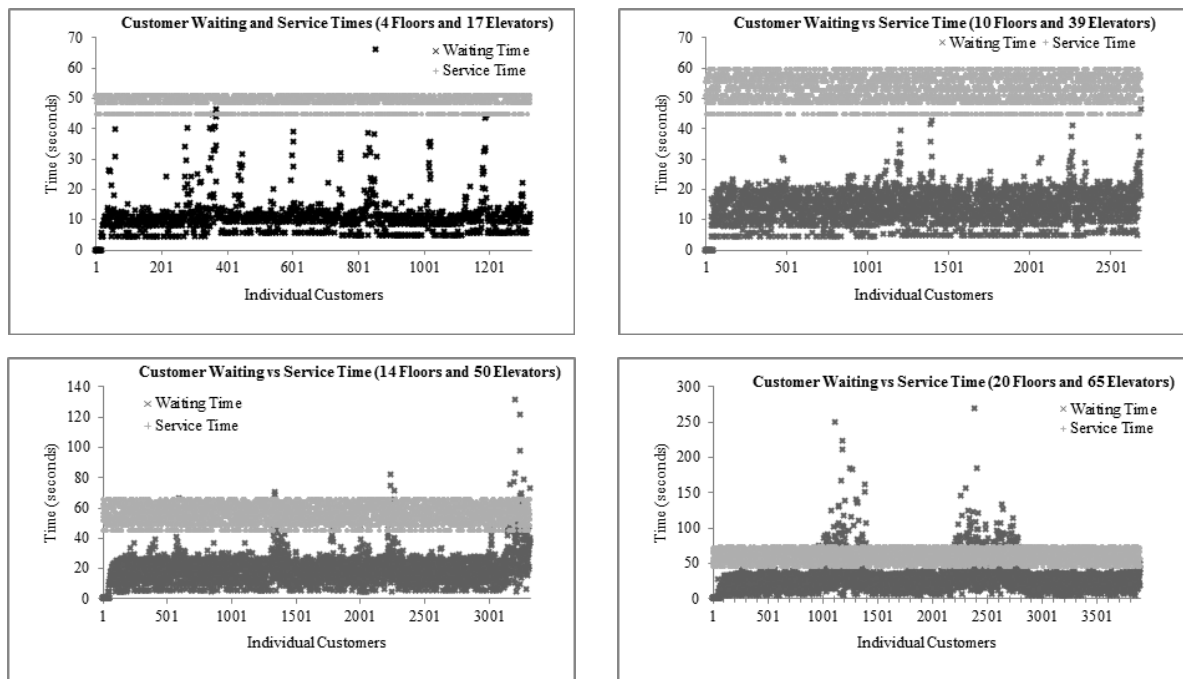 Customer Waiting and Service Times (4 Floors and 17 Elevators)
70
60
50
40
30
20
10
0
Time (seconds)
Waiting Time
Service Time
1 201 401 601 801 1001 1201
Individual Customers
Customer Waiting vs Service Time (10 Floors and 39 Elevators)
70
60
50
40
30
20
10
0
Time (seconds)
Waiting Time Service Time
1 501 1001 1501 2001 2501
Individual Customers
Customer Waiting vs Service Time (14 Floors and 50 Elevators)
140
120
100
80
60
40
20
0
Time (seconds)
Waiting Time
Service Time
1 501 1001 1501 2001 2501 3001
Individual Customers
Customer Waiting vs Service Time (20 Floors and 65 Elevators)
300
250
200
150
100
50
0
Time (seconds)
Waiting Time
Service Time
1 501 1001 1501 2001 2501 3001 3501
Individual Customers